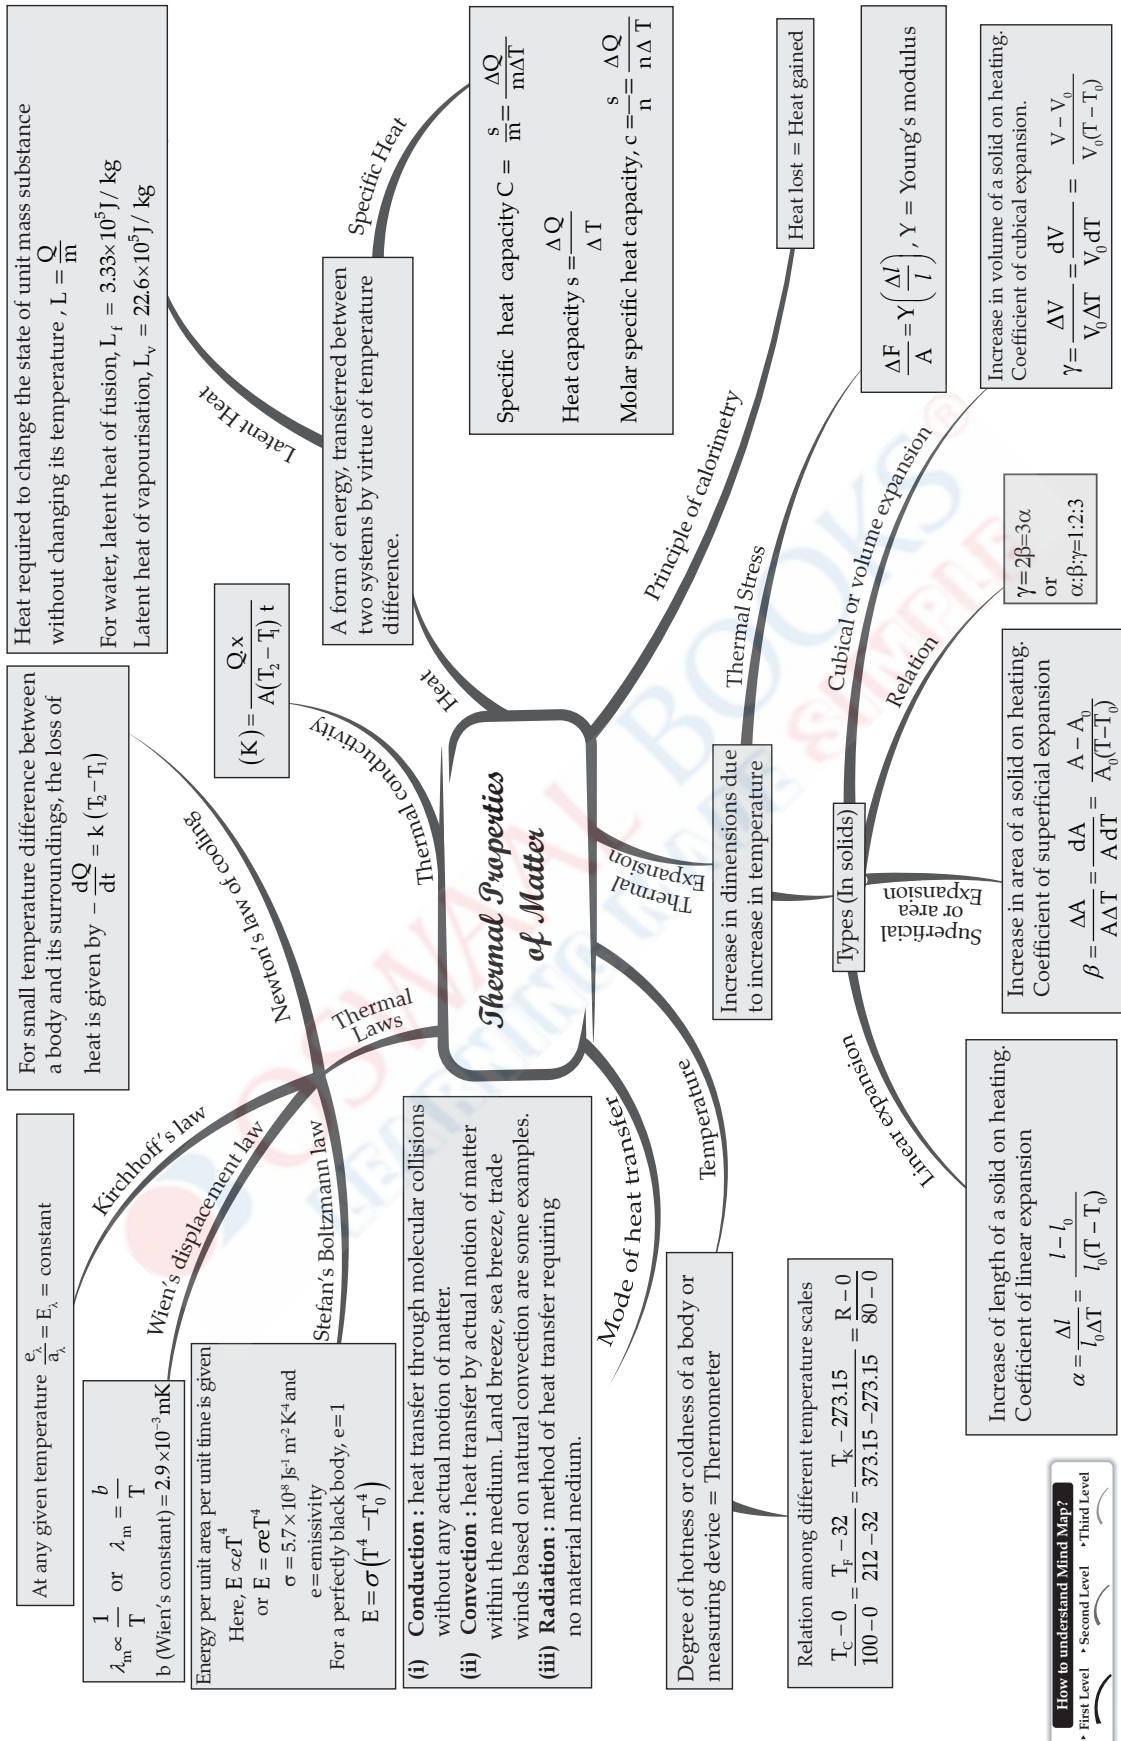 Thermal Properties
of Matter
Heat
A form of energy, transferred between
two systems by virtue of temperature
difference.
Latent Heat
Heat required to change the state of unit mass substance
without changing its temperature , L = Q/m
For water, latent heat of fusion, L_f = 3.33×10^5 J/ kg
Latent heat of vapourisation, L_v = 22.6×10^5 J/ kg
Specific Heat
Specific heat capacity C = s/m = ΔQ/mΔT
Heat capacity s = ΔQ/ΔT
Molar specific heat capacity, c = s/n = ΔQ/nΔT
Principle of calorimetry
Heat lost = Heat gained
Thermal Expansion
Increase in dimensions due
to increase in temperature
Thermal Stress
ΔF/A = Y(Δl/l), Y = Young's modulus
Types (In solids)
Cubical or volume expansion
Increase in volume of a solid on heating.
Coefficient of cubical expansion.
γ = ΔV/V₀ΔT = dV/V₀dT = V − V₀/V₀(T − T₀)
Relation
γ=2β=3α
or
α:β:γ=1:2:3
Superficial
or area
Expansion
Increase in area of a solid on heating.
Coefficient of superficial expansion
β = ΔA/AΔT = dA/AdT = A − A₀/A₀(T−T₀)
Linear expansion
Increase of length of a solid on heating.
Coefficient of linear expansion
α = Δl/l₀ΔT = l − l₀/l₀(T − T₀)
Temperature
Degree of hotness or coldness of a body or
measuring device = Thermometer
Relation among different temperature scales
T_C − 0/100 − 0 = T_F − 32/212 − 32 = T_K − 273.15/373.15 − 273.15 = R − 0/80 − 0
Mode of heat transfer
(i) Conduction : heat transfer through molecular collisions
without any actual motion of matter.
(ii) Convection : heat transfer by actual motion of matter
within the medium. Land breeze, sea breeze, trade
winds based on natural convection are some examples.
(iii) Radiation : method of heat transfer requiring
no material medium.
Thermal
Laws
Stefan's Boltzmann law
Energy per unit area per unit time is given
Here, E ∝eT^4
or E = σeT^4
σ = 5.7×10^-8 Js^-1 m^-2 K^-4 and
e=emissivity
For a perfectly black body, e=1
E = σ(T^4 − T₀^4)
Wien's displacement law
λ_m ∝ 1/T or λ_m = b/T
b (Wien's constant) = 2.9×10^−3 mK
Kirchhoff's law
At any given temperature e_λ/a_λ = E_λ = constant
Newton's law of cooling
For small temperature difference between
a body and its surroundings, the loss of
heat is given by − dQ/dt = k (T₂−T₁)
Thermal conductivity
(K) = Q.x/A(T₂ − T₁) t
How to understand Mind Map?
First Level
Second Level
Third Level
OSWAAL BOOKS®
LEARNING MADE SIMPLE